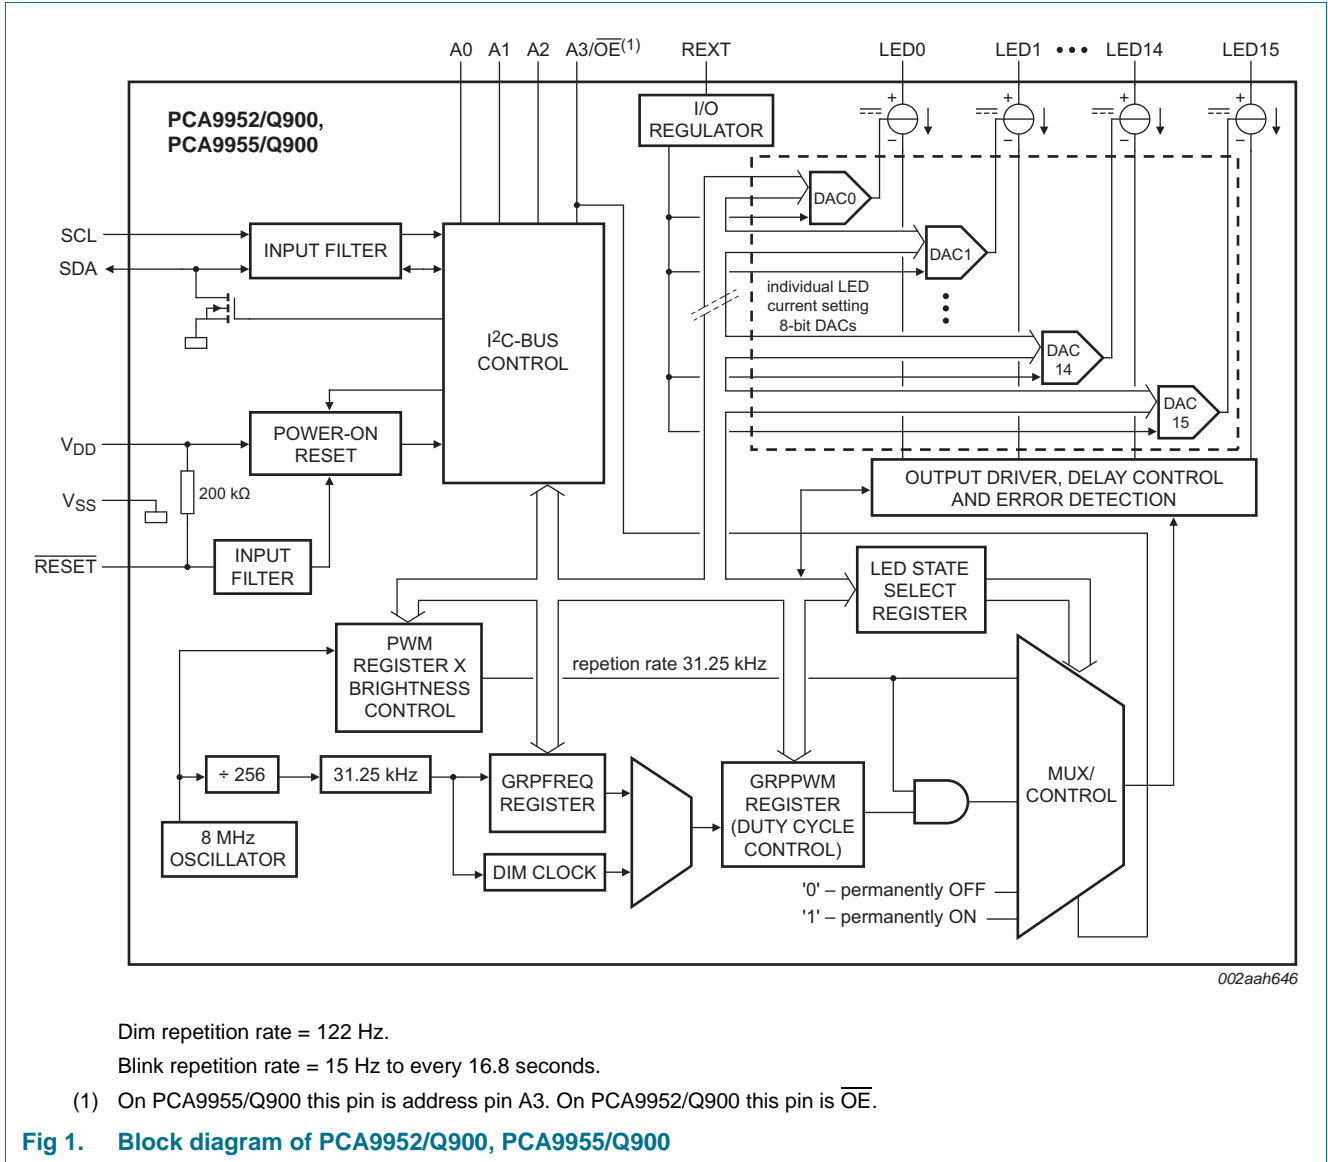 A0 A1 A2 A3/OE(1) REXT LED0 LED1 ••• LED14 LED15
PCA9952/Q900,
PCA9955/Q900
I/O
REGULATOR
+ + + +
− − − −
DAC0
SCL
INPUT FILTER
DAC1
SDA
individual LED
current setting
8-bit DACs
I2C-BUS
CONTROL
DAC
14
DAC
15
VDD
POWER-ON
RESET
200 kΩ
VSS
OUTPUT DRIVER, DELAY CONTROL
AND ERROR DETECTION
RESET
INPUT
FILTER
LED STATE
SELECT
REGISTER
PWM
REGISTER X
BRIGHTNESS
CONTROL
repetion rate 31.25 kHz
÷ 256
31.25 kHz
GRPFREQ
REGISTER
GRPPWM
REGISTER
(DUTY CYCLE
CONTROL)
MUX/
CONTROL
8 MHz
OSCILLATOR
DIM CLOCK
'0' – permanently OFF
'1' – permanently ON
002aah646
Dim repetition rate = 122 Hz.
Blink repetition rate = 15 Hz to every 16.8 seconds.
(1) On PCA9955/Q900 this pin is address pin A3. On PCA9952/Q900 this pin is OE.
Fig 1. Block diagram of PCA9952/Q900, PCA9955/Q900